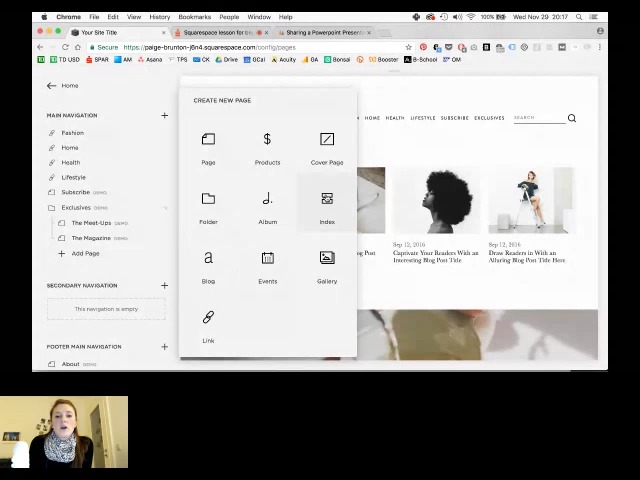 Chrome File Edit View History Bookmarks Window Help 100% Wed Nov 29 20:17
Your Site Title Squarespace lesson for be Sharing a Powerpoint Present
Secure https://paige-brunton-j6n4.squarespace.com/config/pages
TD USD SPAR AM Asana TPS CK Drive GCal Acuity GA Bonsai Booster B-School OM
Home
MAIN NAVIGATION
Fashion
Home
Health
Lifestyle
Subscribe DEMO
Exclusives DEMO
The Meet-Ups DEMO
The Magazine DEMO
Add Page
SECONDARY NAVIGATION
This navigation is empty
FOOTER MAIN NAVIGATION
About DEMO
CREATE NEW PAGE
Page Products Cover Page
Folder Album Index
Blog Events Gallery
Link
HOME HEALTH LIFESTYLE SUBSCRIBE EXCLUSIVES SEARCH
Sep 12, 2016 Sep 12, 2016
og Post Captivate Your Readers With an Draw Readers in With an
Interesting Blog Post Title Alluring Blog Post Title Here